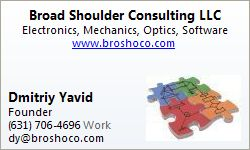 Broad Shoulder Consulting LLC
Electronics, Mechanics, Optics, Software
www.broshoco.com
Dmitriy Yavid
Founder
(631) 706-4696 Work
dy@broshoco.com